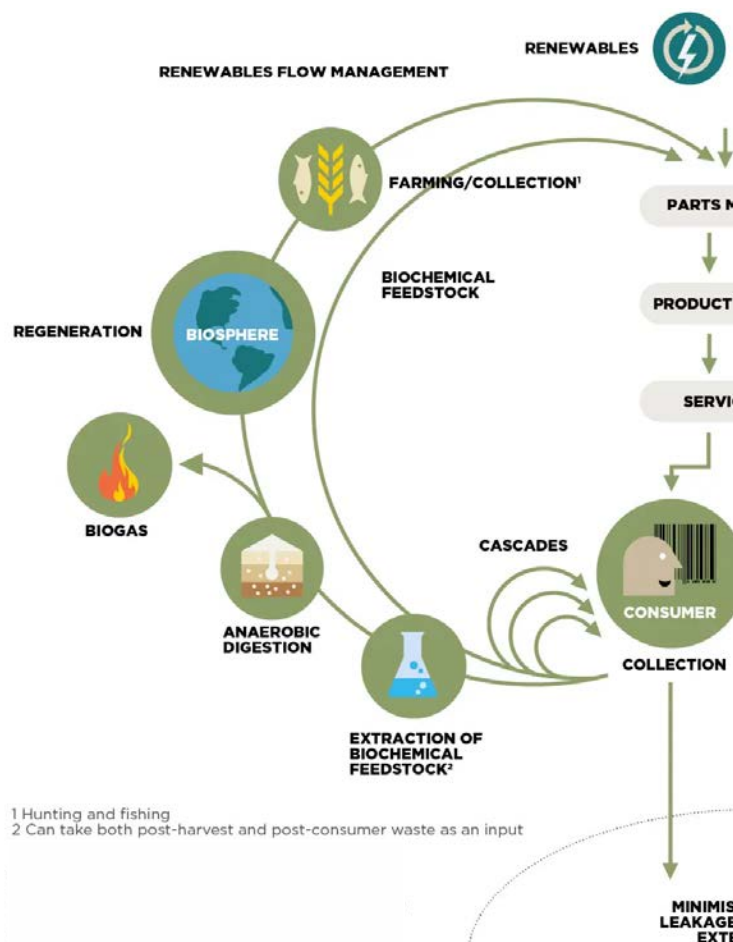 RENEWABLES
RENEWABLES FLOW MANAGEMENT
FARMING/COLLECTION¹
PARTS M
BIOCHEMICAL
FEEDSTOCK
PRODUCT
REGENERATION
BIOSPHERE
SERVIC
BIOGAS
CASCADES
CONSUMER
ANAEROBIC
DIGESTION
COLLECTION
EXTRACTION OF
BIOCHEMICAL
FEEDSTOCK²
1 Hunting and fishing
2 Can take both post-harvest and post-consumer waste as an input
MINIMIS
LEAKAGE
EXTE